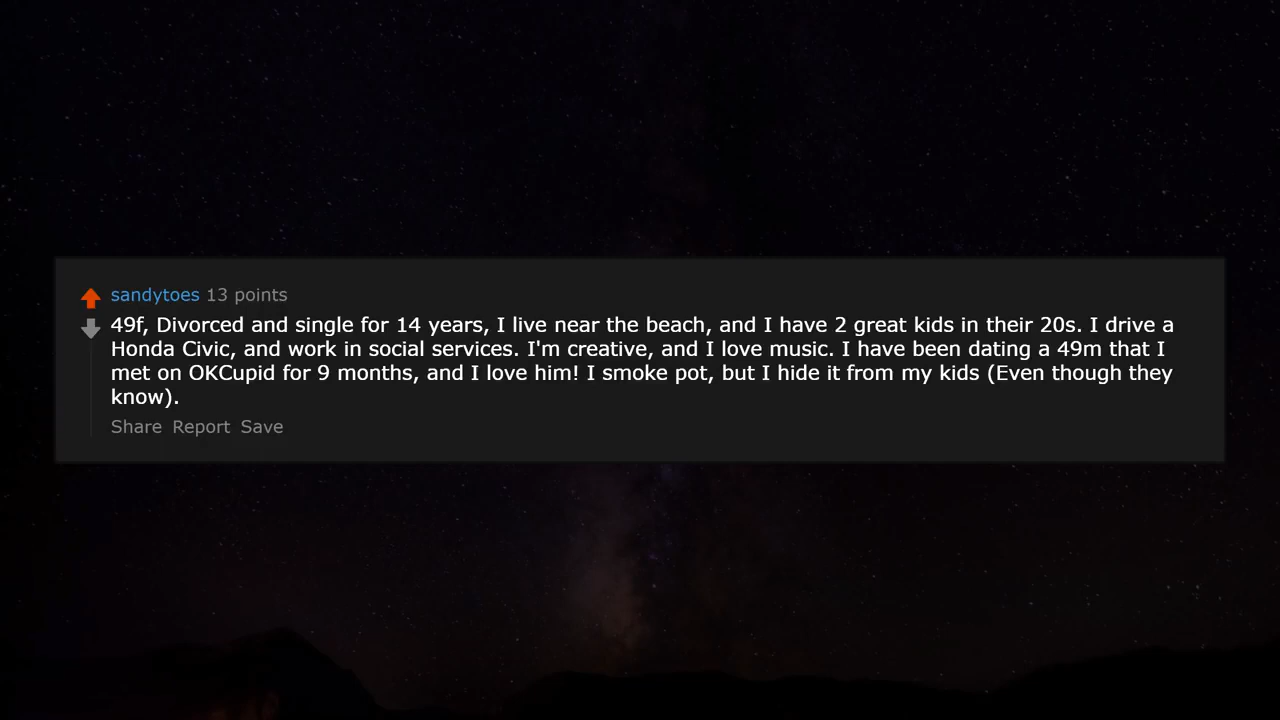 sandytoes 13 points
49f, Divorced and single for 14 years, I live near the beach, and I have 2 great kids in their 20s. I drive a
Honda Civic, and work in social services. I'm creative, and I love music. I have been dating a 49m that I
met on OKCupid for 9 months, and I love him! I smoke pot, but I hide it from my kids (Even though they
know).
Share Report Save